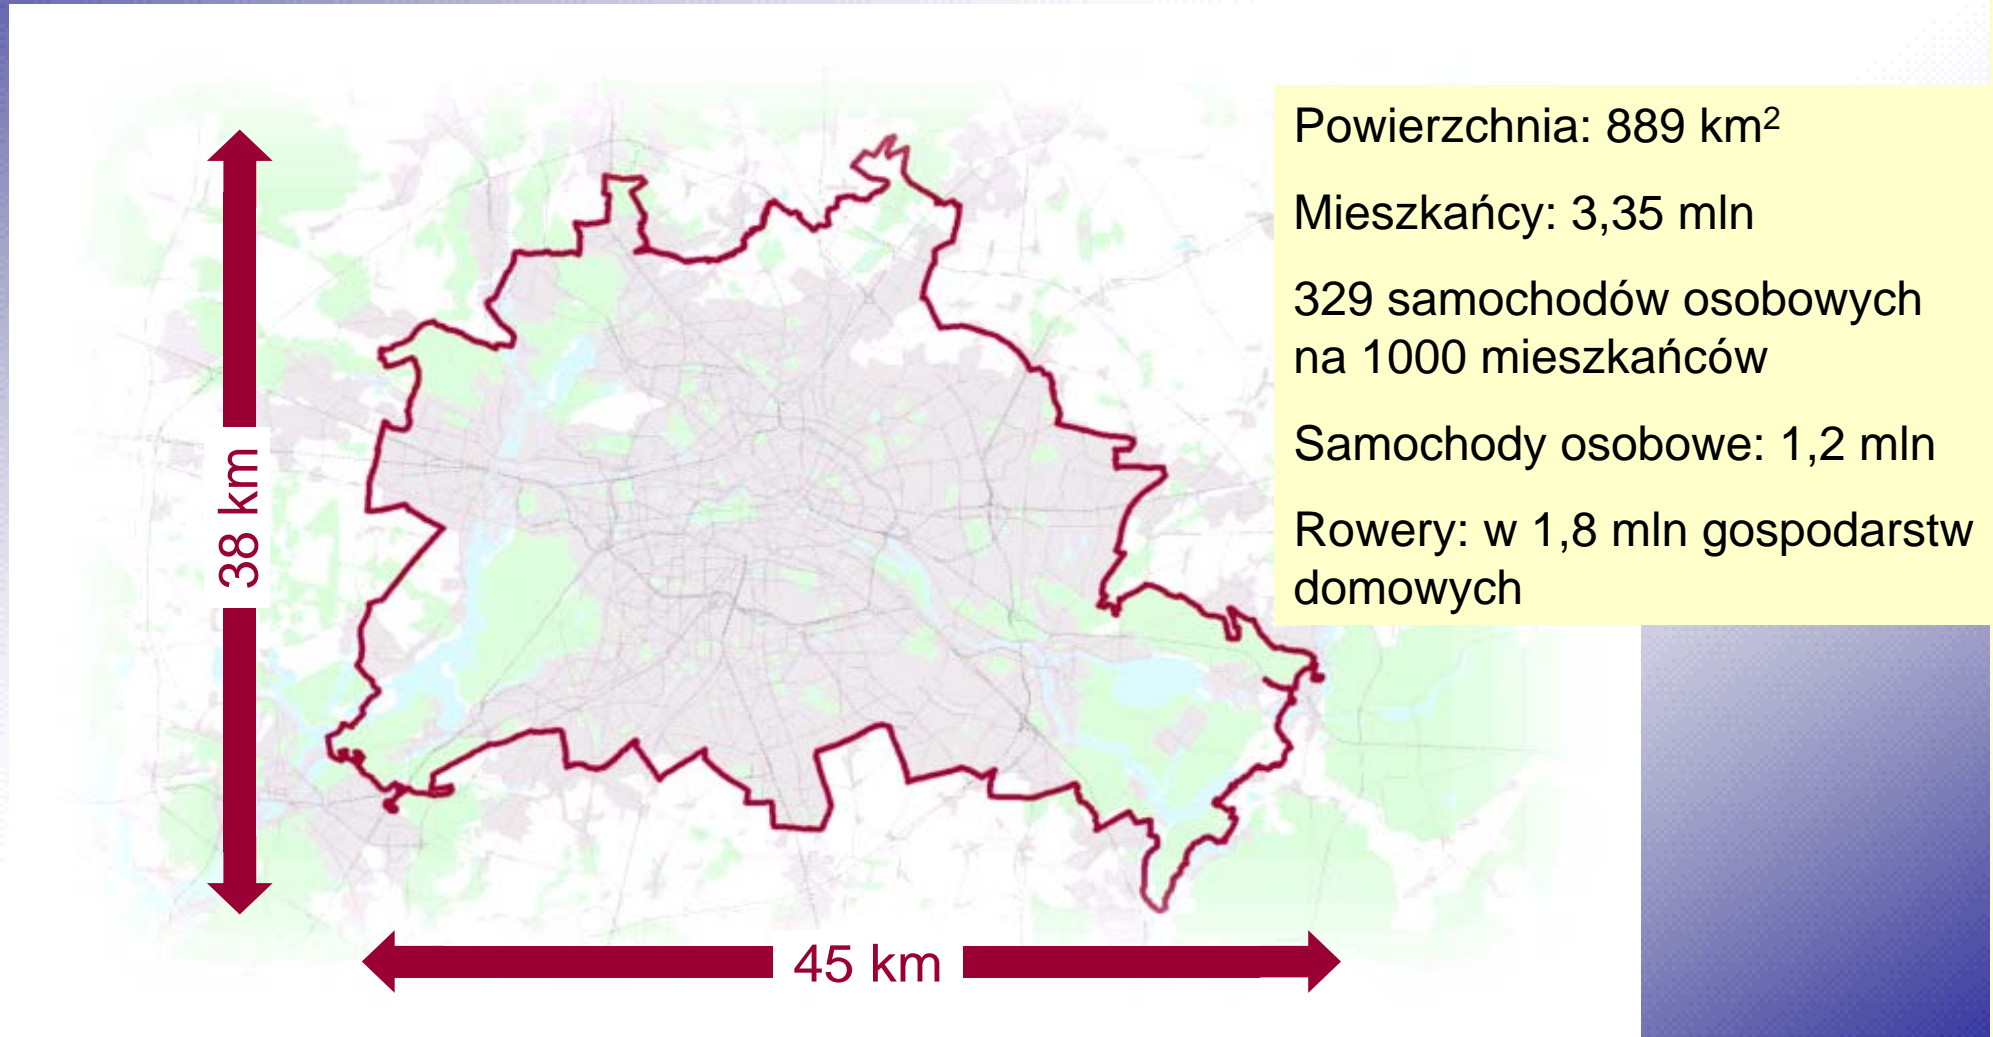 Powierzchnia: 889 km²
Mieszkańcy: 3,35 mln
329 samochodów osobowych
na 1000 mieszkańców
Samochody osobowe: 1,2 mln
Rowery: w 1,8 mln gospodarstw
domowych
38 km
45 km